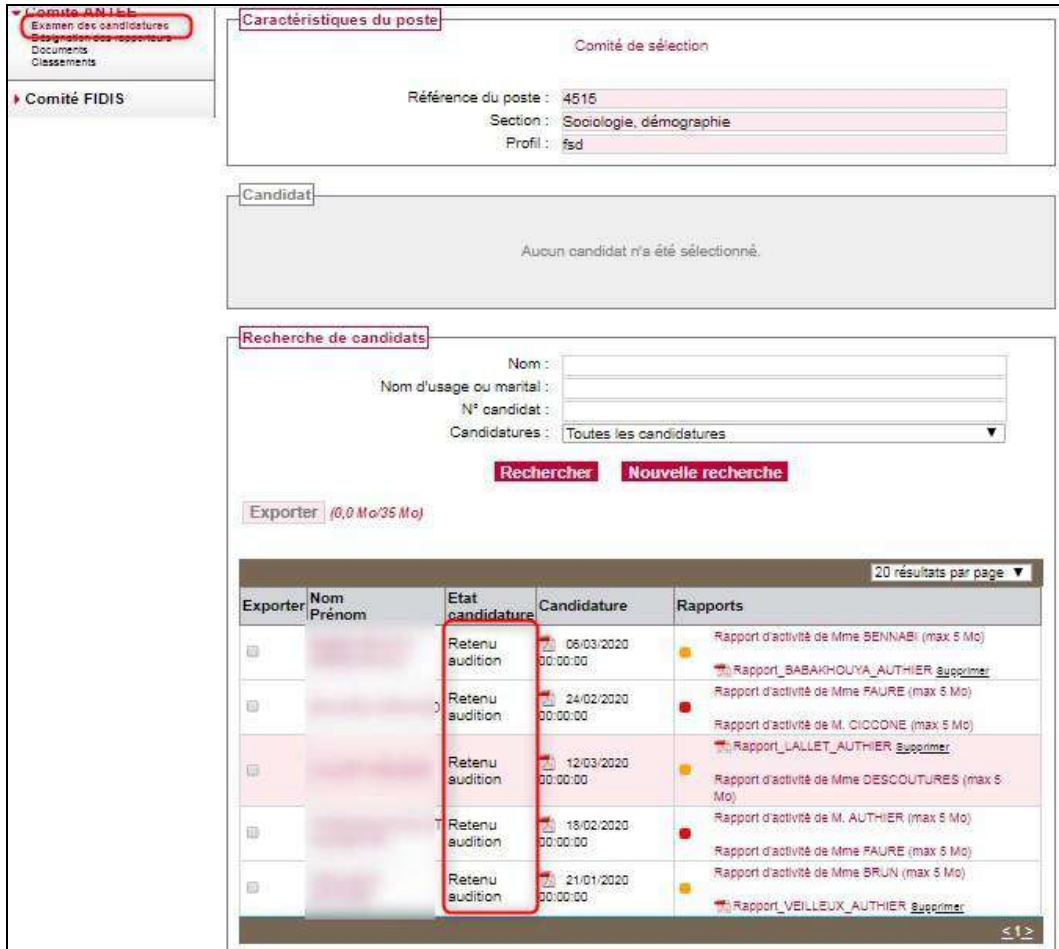 Comité ANTEE
Examen des candidatures
Désignation des rapporteurs
Documents
Classements
Comité FIDIS
Caractéristiques du poste
Comité de sélection
Référence du poste : 4515
Section : Sociologie, démographie
Profil : fsd
Candidat
Aucun candidat n'a été sélectionné.
Recherche de candidats
Nom :
Nom d'usage ou marital :
N° candidat :
Candidatures : Toutes les candidatures
Rechercher Nouvelle recherche
Exporter (0,0 Mo/35 Mo)
20 résultats par page
Exporter Nom Prénom Etat candidature Candidature Rapports
Retenu audition 06/03/2020 00:00:00
Rapport d'activité de Mme BENNABI (max 5 Mo)
Rapport_BABAKHOUYA_AUTHIER Supprimer
Retenu audition 24/02/2020 00:00:00
Rapport d'activité de Mme FAURE (max 5 Mo)
Rapport d'activité de M. CICCONE (max 5 Mo)
Retenu audition 12/03/2020 00:00:00
Rapport_LALLET_AUTHIER Supprimer
Rapport d'activité de Mme DESCOUTURES (max 5 Mo)
Retenu audition 18/02/2020 00:00:00
Rapport d'activité de M. AUTHIER (max 5 Mo)
Rapport d'activité de Mme FAURE (max 5 Mo)
Retenu audition 21/01/2020 00:00:00
Rapport d'activité de Mme BRUN (max 5 Mo)
Rapport_VEILLEUX_AUTHIER Supprimer
<1>